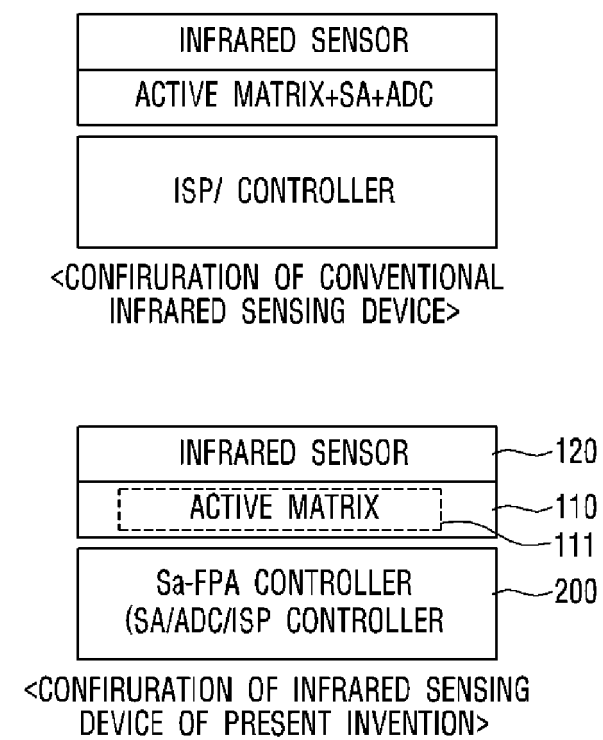 INFRARED SENSOR
ACTIVE MATRIX+SA+ADC
ISP/ CONTROLLER
<CONFIRURATION OF CONVENTIONAL
INFRARED SENSING DEVICE>
INFRARED SENSOR
120
ACTIVE MATRIX
110
111
Sa-FPA CONTROLLER
(SA/ADC/ISP CONTROLLER
200
<CONFIRURATION OF INFRARED SENSING
DEVICE OF PRESENT INVENTION>